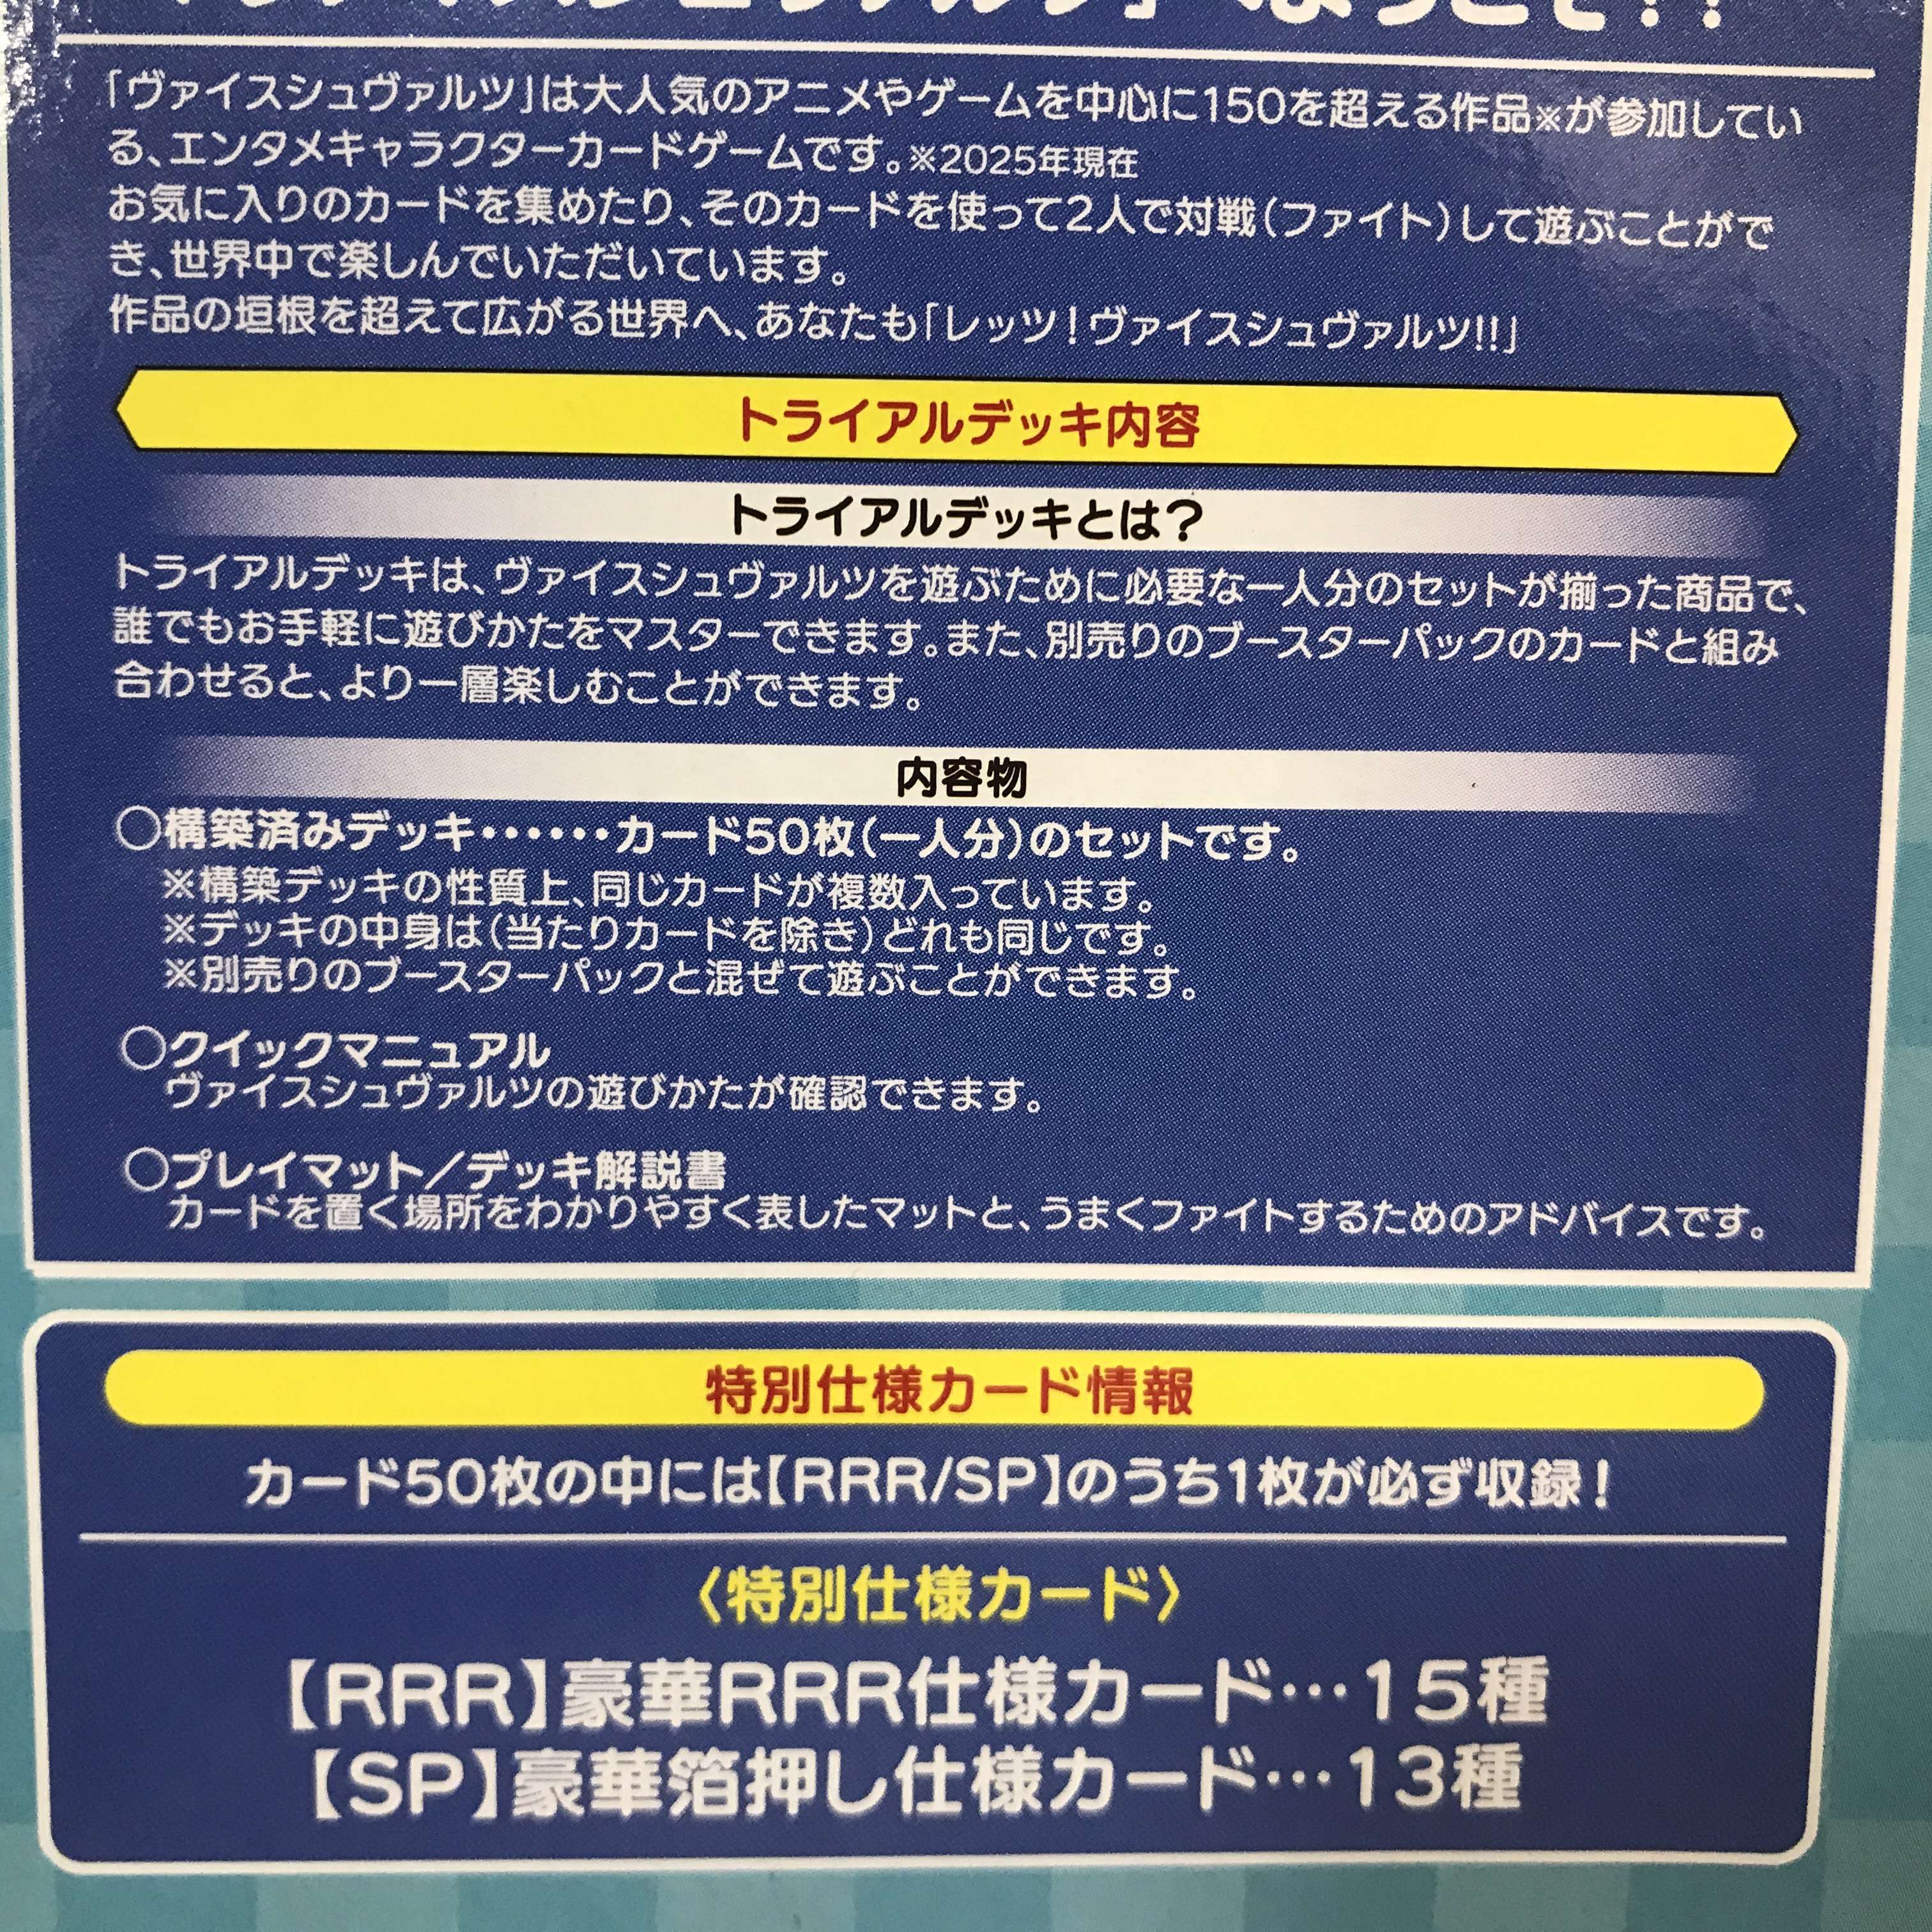 「ヴァイスシュヴァルツ」へようこそ!!
「ヴァイスシュヴァルツ」は大人気のアニメやゲームを中心に150を超える作品※が参加してい
る、エンタメキャラクターカードゲームです。※2025年現在
お気に入りのカードを集めたり、そのカードを使って2人で対戦(ファイト)して遊ぶことがで
き、世界中で楽しんでいただいています。
作品の垣根を超えて広がる世界へ、あなたも「レッツ!ヴァイスシュヴァルツ!!」
トライアルデッキ内容
トライアルデッキとは?
トライアルデッキは、ヴァイスシュヴァルツを遊ぶために必要な一人分のセットが揃った商品で、
誰でもお手軽に遊びかたをマスターできます。また、別売りのブースターパックのカードと組み
合わせると、より一層楽しむことができます。
内容物
○構築済みデッキ……カード50枚(一人分)のセットです。
※構築デッキの性質上、同じカードが複数入っています。
※デッキの中身は(当たりカードを除き)どれも同じです。
※別売りのブースターパックと混ぜて遊ぶことができます。
○クイックマニュアル
ヴァイスシュヴァルツの遊びかたが確認できます。
○プレイマット/デッキ解説書
カードを置く場所をわかりやすく表したマットと、うまくファイトするためのアドバイスです。
特別仕様カード情報
カード50枚の中には【RRR/SP】のうち1枚が必ず収録!
〈特別仕様カード〉
【RRR】豪華RRR仕様カード…15種
【SP】豪華箔押し仕様カード…13種